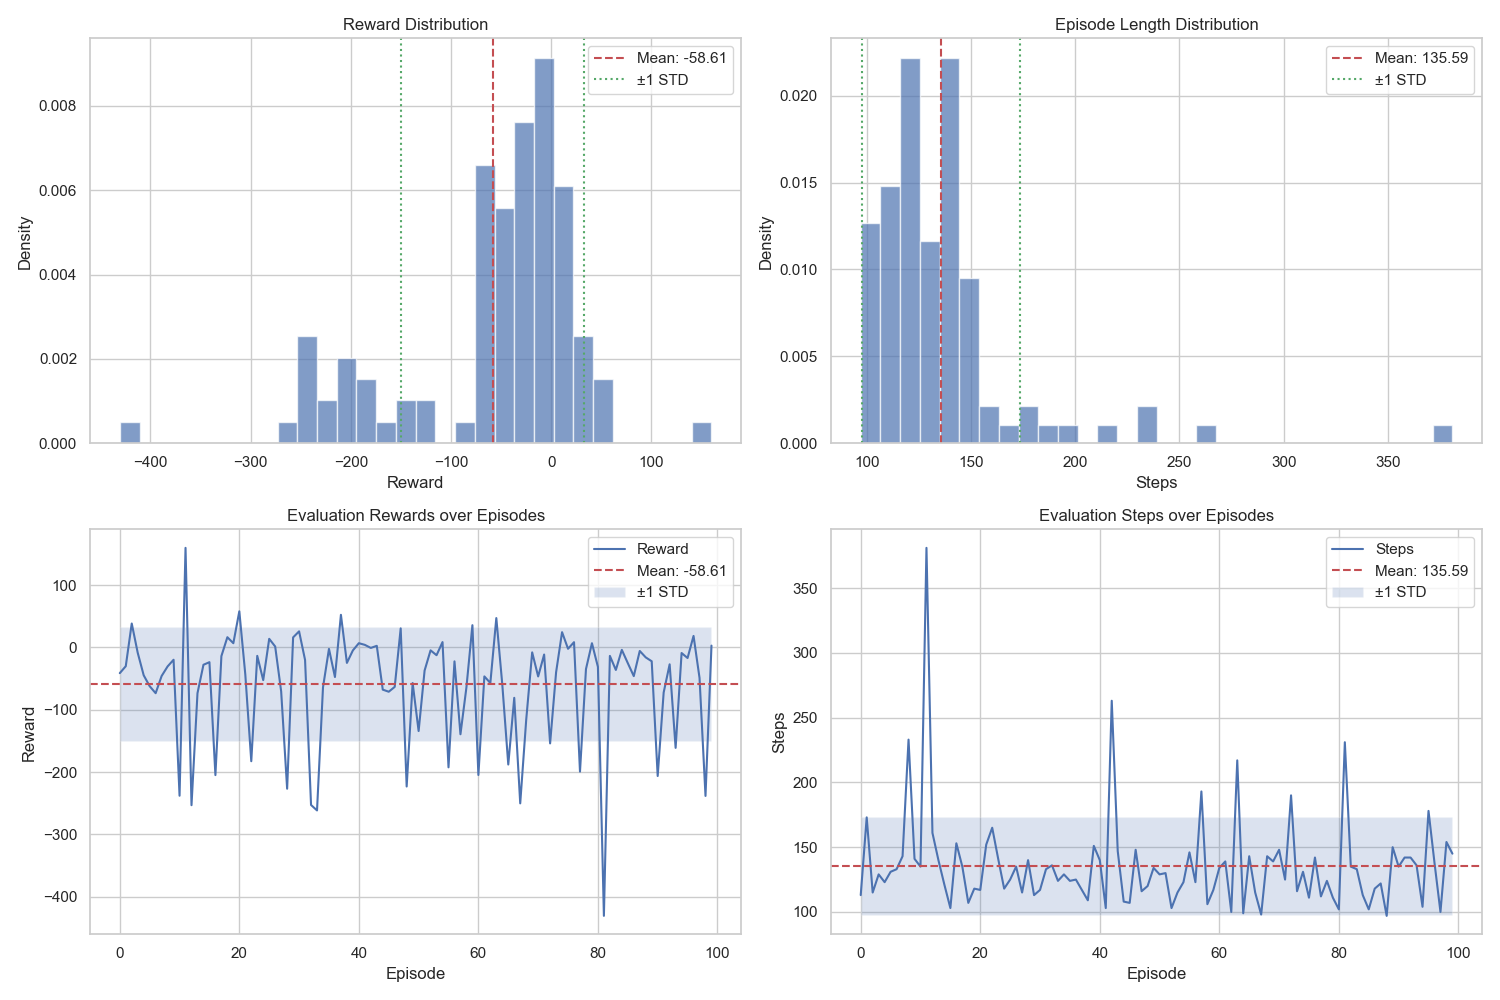 Reward Distribution
Mean: -58.61
±1 STD
0.008
0.006
0.004
0.002
0.000
Density
−400
−300
−200
−100
0
100
Reward
Episode Length Distribution
Mean: 135.59
±1 STD
0.020
0.015
0.010
0.005
0.000
Density
100
150
200
250
300
350
Steps
Evaluation Rewards over Episodes
Reward
Mean: -58.61
±1 STD
100
0
−100
−200
−300
−400
Reward
0
20
40
60
80
100
Episode
Evaluation Steps over Episodes
Steps
Mean: 135.59
±1 STD
350
300
250
200
150
100
Steps
0
20
40
60
80
100
Episode